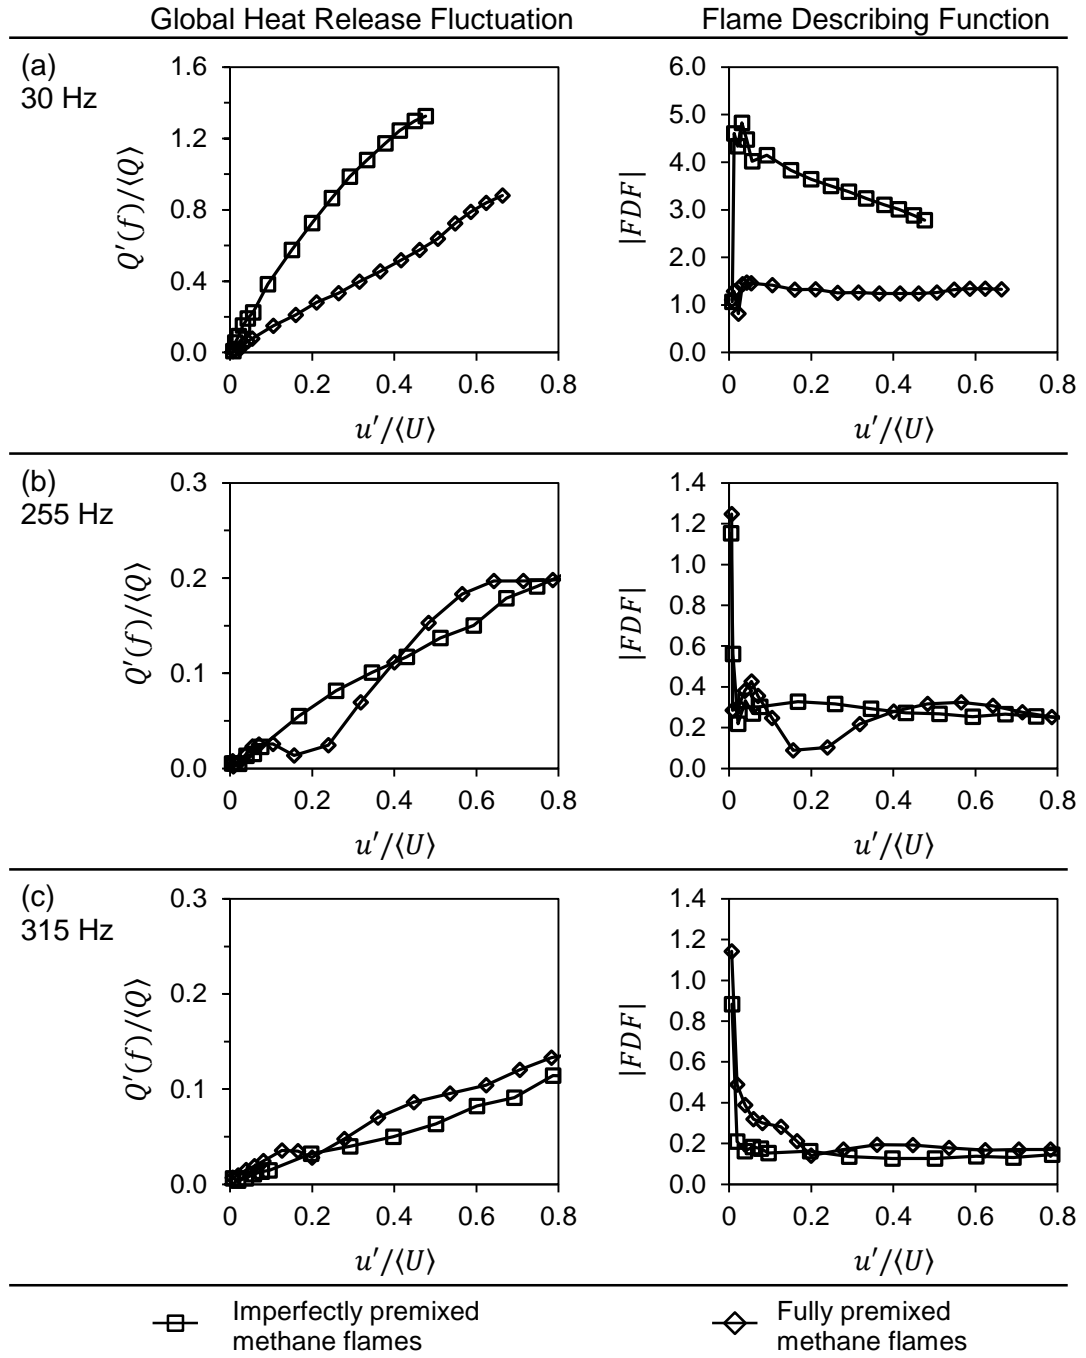 Global Heat Release Fluctuation
Flame Describing Function
(a)
30 Hz
1.6
1.2
0.8
0.4
0.0
Q′(f)/⟨Q⟩
0 0.2 0.4 0.6 0.8
u′/⟨U⟩
6.0
5.0
4.0
3.0
2.0
1.0
0.0
|FDF|
0 0.2 0.4 0.6 0.8
u′/⟨U⟩
(b)
255 Hz
0.3
0.2
0.1
0.0
Q′(f)/⟨Q⟩
0 0.2 0.4 0.6 0.8
u′/⟨U⟩
1.4
1.2
1.0
0.8
0.6
0.4
0.2
0.0
|FDF|
0 0.2 0.4 0.6 0.8
u′/⟨U⟩
(c)
315 Hz
0.3
0.2
0.1
0.0
Q′(f)/⟨Q⟩
0 0.2 0.4 0.6 0.8
u′/⟨U⟩
1.4
1.2
1.0
0.8
0.6
0.4
0.2
0.0
|FDF|
0 0.2 0.4 0.6 0.8
u′/⟨U⟩
Imperfectly premixed
methane flames
Fully premixed
methane flames